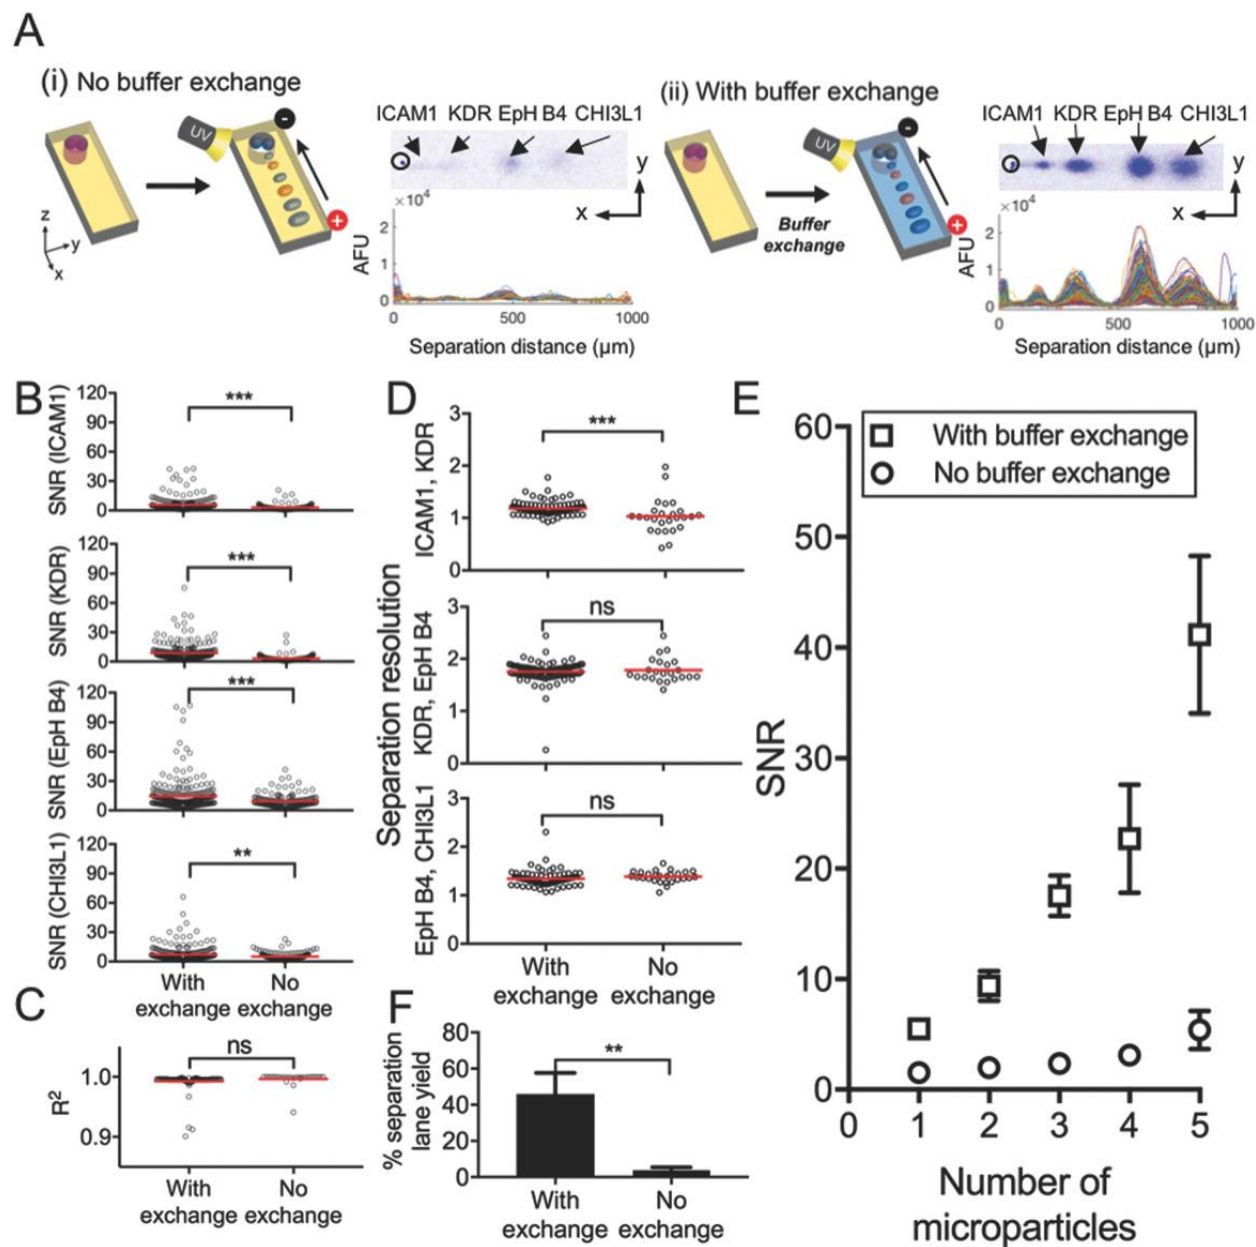 A
(i) No buffer exchange
UV
-
+
z
y
x
ICAM1 KDR EpH B4 CHI3L1
y
x
×10⁴
2
1
0
AFU
0 500 1000
Separation distance (µm)
(ii) With buffer exchange
Buffer
exchange
UV
-
+
ICAM1 KDR EpH B4 CHI3L1
y
x
×10⁴
2
1
0
AFU
0 500 1000
Separation distance (µm)
B
SNR (ICAM1)
120
90
60
30
0
***
SNR (KDR)
120
90
60
30
0
***
SNR (EpH B4)
120
90
60
30
0
***
SNR (CHI3L1)
120
90
60
30
0
**
With No
exchange exchange
C
R²
1.0
0.9
ns
With No
exchange exchange
D
Separation resolution
ICAM1, KDR
3
2
1
0
***
KDR, EpH B4
3
2
1
0
ns
EpH B4, CHI3L1
3
2
1
0
ns
With No
exchange exchange
F
% separation
lane yield
80
60
40
20
0
**
With No
exchange exchange
E
SNR
60
50
40
30
20
10
0
With buffer exchange
No buffer exchange
0 1 2 3 4 5
Number of
microparticles